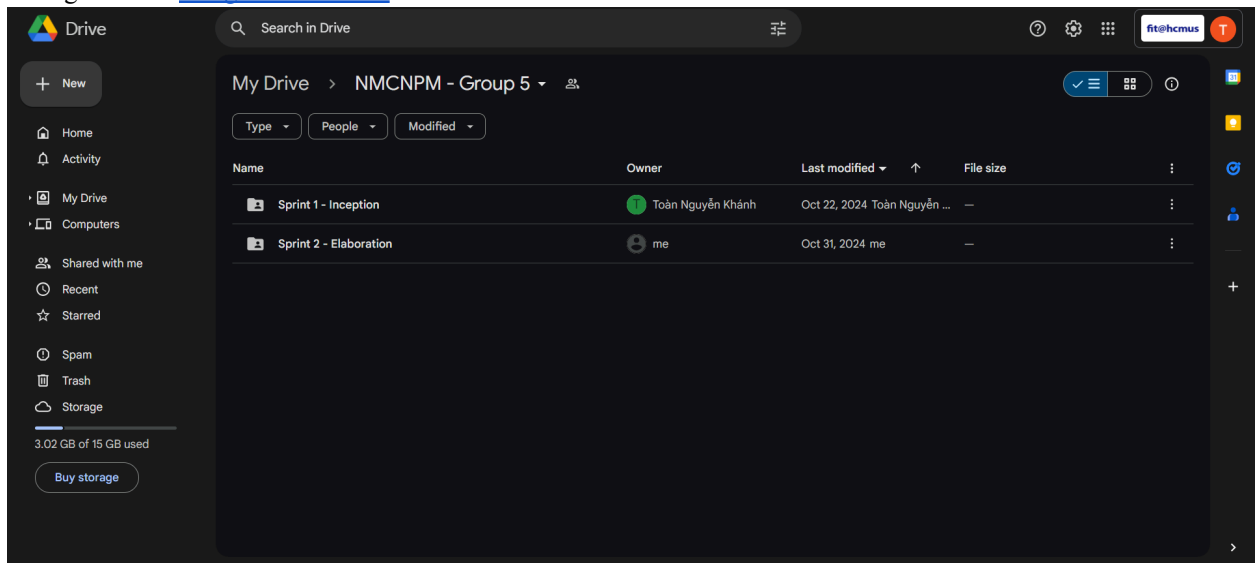 Drive
Search in Drive
fit@hcmus
T
New
My Drive > NMCNPM - Group 5
31
Type
People
Modified
Home
Activity
Name
Owner
Last modified
File size
My Drive
Sprint 1 - Inception
T
Toàn Nguyễn Khánh
Oct 22, 2024 Toàn Nguyễn ...
—
Computers
Sprint 2 - Elaboration
me
Oct 31, 2024 me
—
Shared with me
Recent
Starred
Spam
Trash
Storage
3.02 GB of 15 GB used
Buy storage